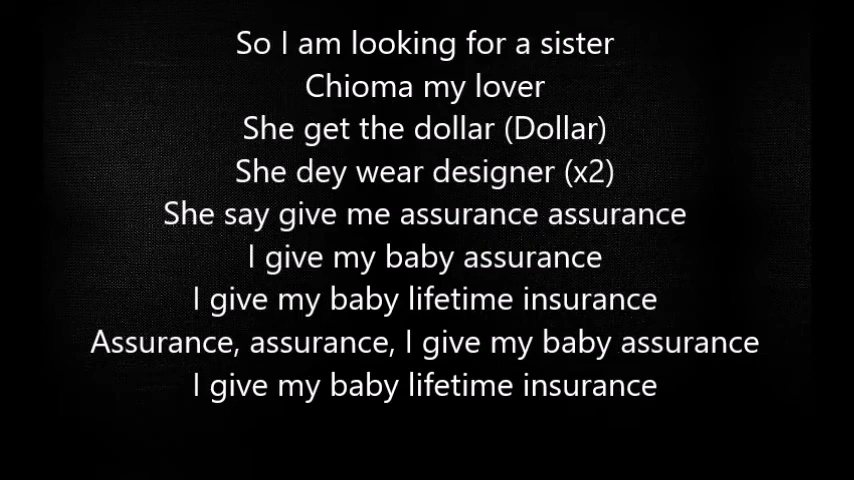 So I am looking for a sister
Chioma my lover
She get the dollar (Dollar)
She dey wear designer (x2)
She say give me assurance assurance
I give my baby assurance
I give my baby lifetime insurance
Assurance, assurance, I give my baby assurance
I give my baby lifetime insurance